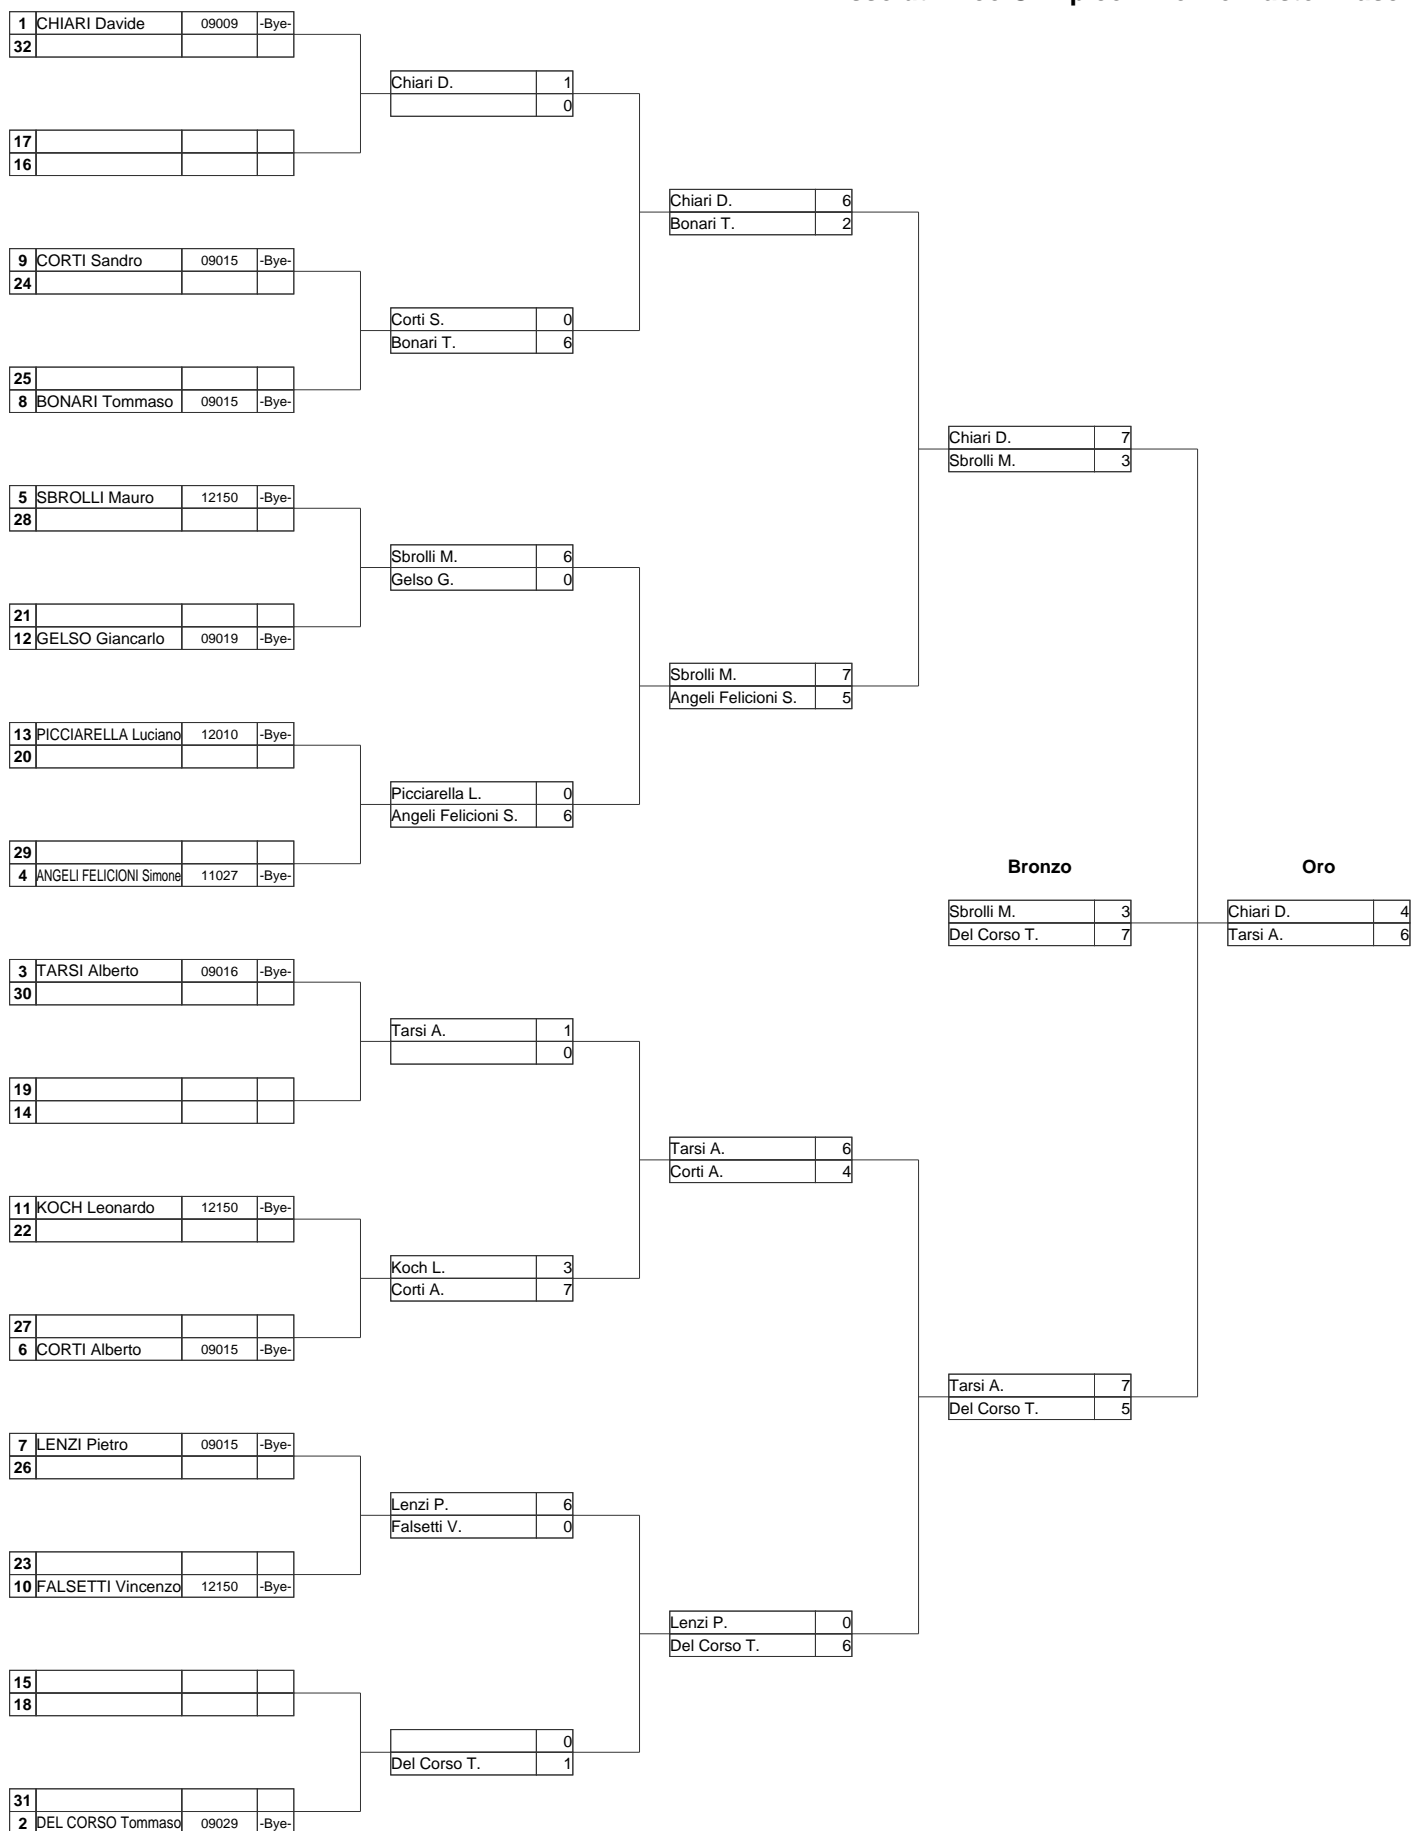 1 CHIARI Davide 09009 -Bye-
32
Chiari D. 1
0
17
16
Chiari D. 6
Bonari T. 2
9 CORTI Sandro 09015 -Bye-
24
Corti S. 0
Bonari T. 6
25
8 BONARI Tommaso 09015 -Bye-
Chiari D. 7
Sbrolli M. 3
5 SBROLLI Mauro 12150 -Bye-
28
Sbrolli M. 6
Gelso G. 0
21
12 GELSO Giancarlo 09019 -Bye-
Sbrolli M. 7
Angeli Felicioni S. 5
13 PICCIARELLA Luciano 12010 -Bye-
20
Picciarella L. 0
Angeli Felicioni S. 6
29
4 ANGELI FELICIONI Simone 11027 -Bye-
Bronzo Oro
Sbrolli M. 3 Chiari D. 4
Del Corso T. 7 Tarsi A. 6
3 TARSI Alberto 09016 -Bye-
30
Tarsi A. 1
0
19
14
Tarsi A. 6
Corti A. 4
11 KOCH Leonardo 12150 -Bye-
22
Koch L. 3
Corti A. 7
27
6 CORTI Alberto 09015 -Bye-
Tarsi A. 7
Del Corso T. 5
7 LENZI Pietro 09015 -Bye-
26
Lenzi P. 6
Falsetti V. 0
23
10 FALSETTI Vincenzo 12150 -Bye-
Lenzi P. 0
Del Corso T. 6
15
18
0
Del Corso T. 1
31
2 DEL CORSO Tommaso 09029 -Bye-